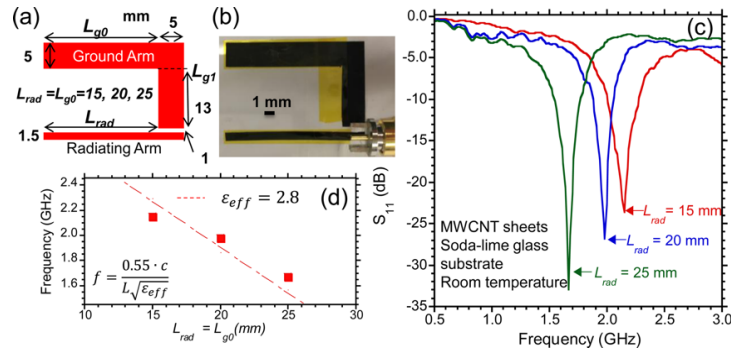 (a)
mm
5
L_g0
5
Ground Arm
L_g1
L_rad =L_g0=15, 20, 25
13
L_rad
1.5
Radiating Arm
1
(b)
1 mm
(c)
0
-5
-10
-15
-20
-25
-30
-35
S_11 (dB)
L_rad = 15 mm
L_rad = 20 mm
L_rad = 25 mm
MWCNT sheets
Soda-lime glass
substrate
Room temperature
0.5 1.0 1.5 2.0 2.5 3.0
Frequency (GHz)
(d)
ε_eff = 2.8
2.4
2.2
2.0
1.8
1.6
Frequency (GHz)
f = 0.55 · c / L√ε_eff
10 15 20 25 30
L_rad = L_g0(mm)